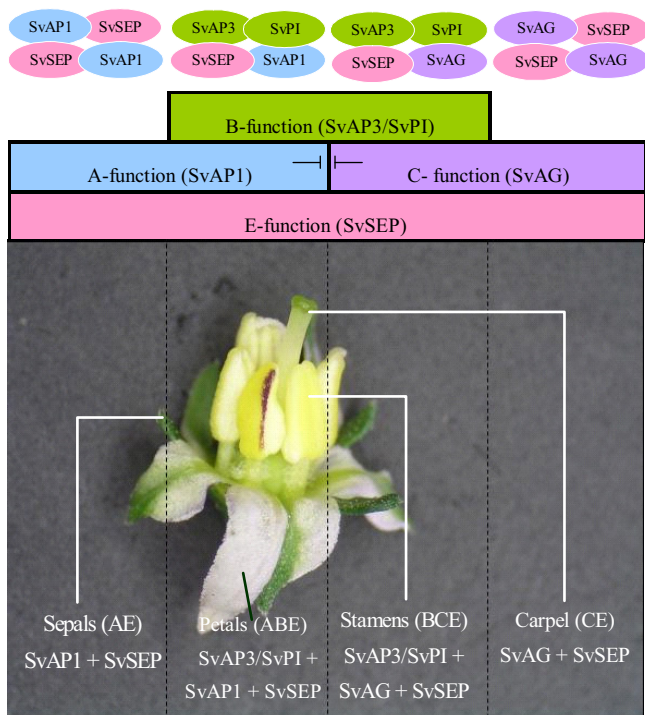 SvAP1 SvSEP SvAP3 SvPI SvAP3 SvPI SvAG SvSEP
SvSEP SvAP1 SvSEP SvAP1 SvSEP SvAG SvSEP SvAG
B-function (SvAP3/SvPI)
A-function (SvAP1) C- function (SvAG)
E-function (SvSEP)
Sepals (AE) Petals (ABE) Stamens (BCE) Carpel (CE)
SvAP1 + SvSEP SvAP3/SvPI + SvAP3/SvPI + SvAG + SvSEP
SvAP1 + SvSEP SvAG + SvSEP